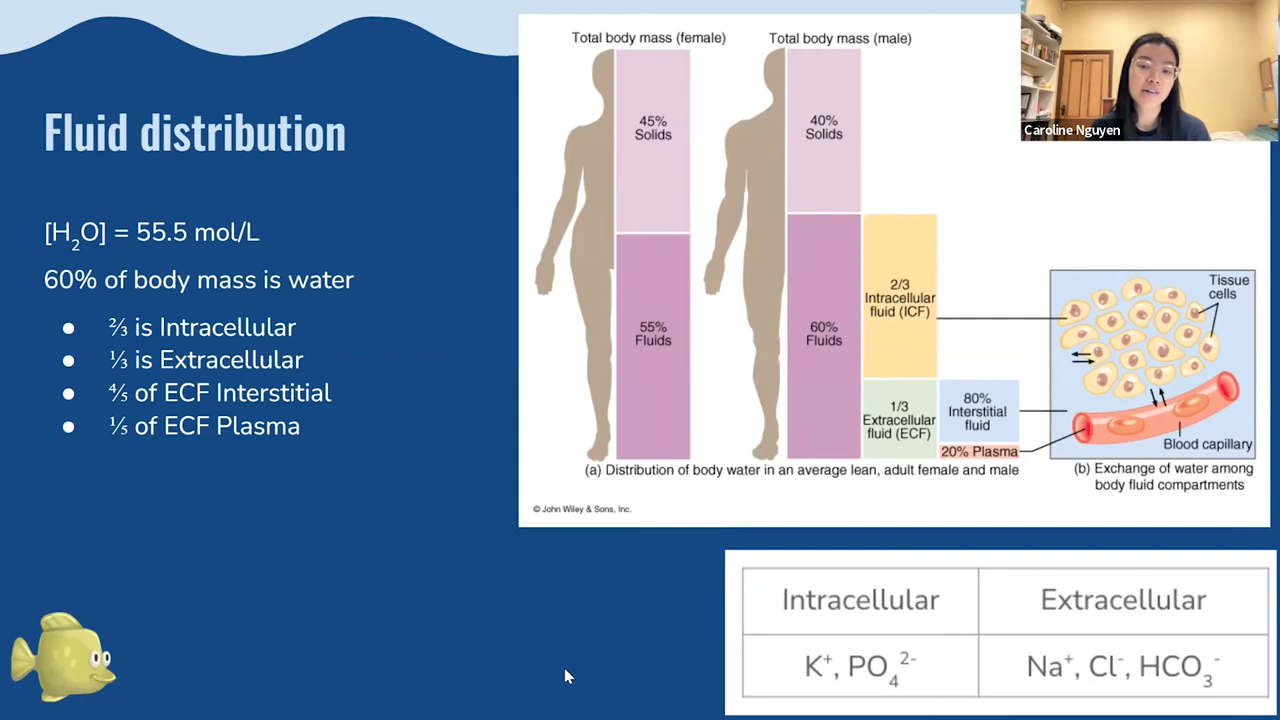 Fluid distribution
[H₂O] = 55.5 mol/L
60% of body mass is water
● ⅔ is Intracellular
● ⅓ is Extracellular
● ⅘ of ECF Interstitial
● ⅕ of ECF Plasma
Total body mass (female)
Total body mass (male)
45%
Solids
40%
Solids
55%
Fluids
60%
Fluids
2/3
Intracellular
fluid (ICF)
1/3
Extracellular
fluid (ECF)
80%
Interstitial
fluid
20% Plasma
Tissue
cells
Blood capillary
(a) Distribution of body water in an average lean, adult female and male
(b) Exchange of water among
body fluid compartments
© John Wiley & Sons, Inc.
Caroline Nguyen
Intracellular
Extracellular
K⁺, PO₄²⁻
Na⁺, Cl⁻, HCO₃⁻